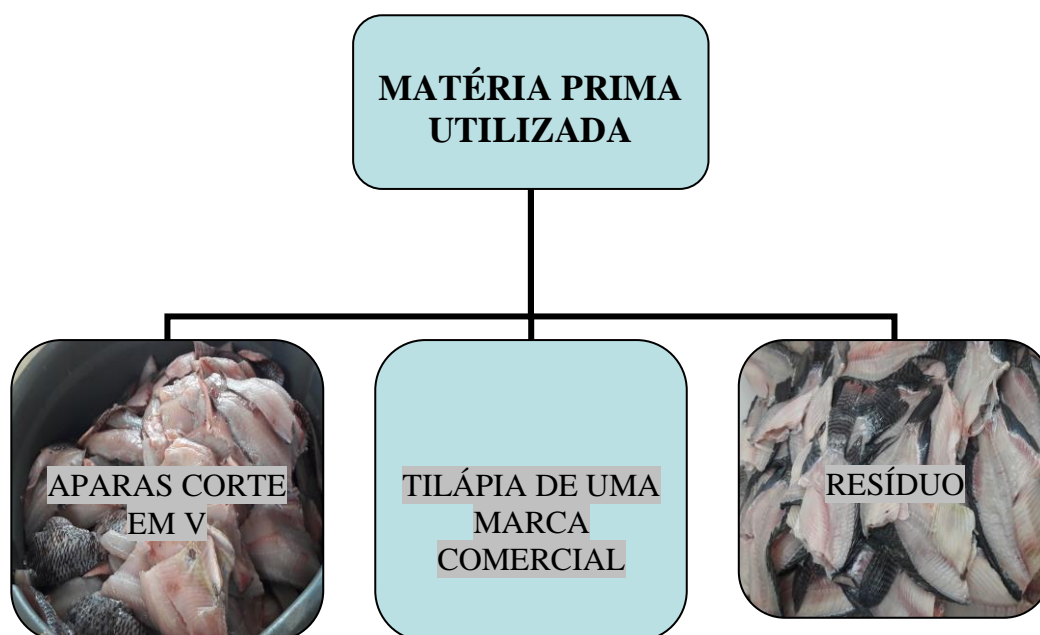 MATÉRIA PRIMA
UTILIZADA
APARAS CORTE
EM V
TILÁPIA DE UMA
MARCA
COMERCIAL
RESÍDUO